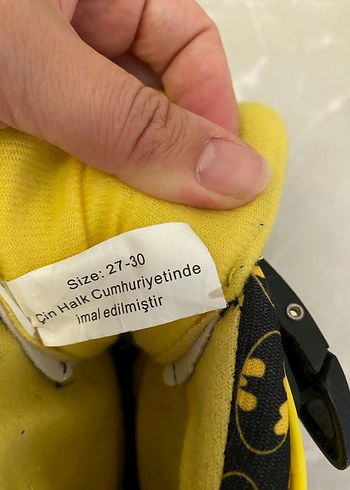 Size: 27-30
Çin Halk Cumhuriyetinde
imal edilmiştir